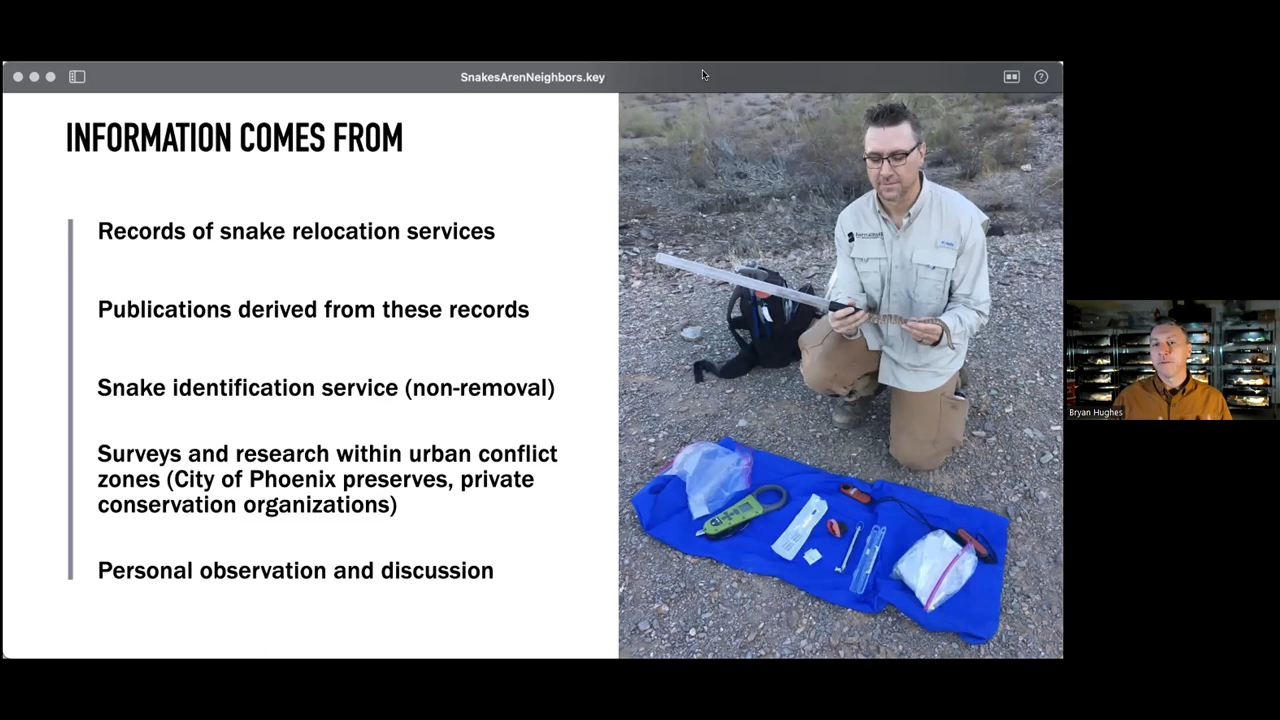 SnakesArenNeighbors.key
INFORMATION COMES FROM
Records of snake relocation services
Publications derived from these records
Snake identification service (non-removal)
Surveys and research within urban conflict
zones (City of Phoenix preserves, private
conservation organizations)
Personal observation and discussion
Bryan Hughes